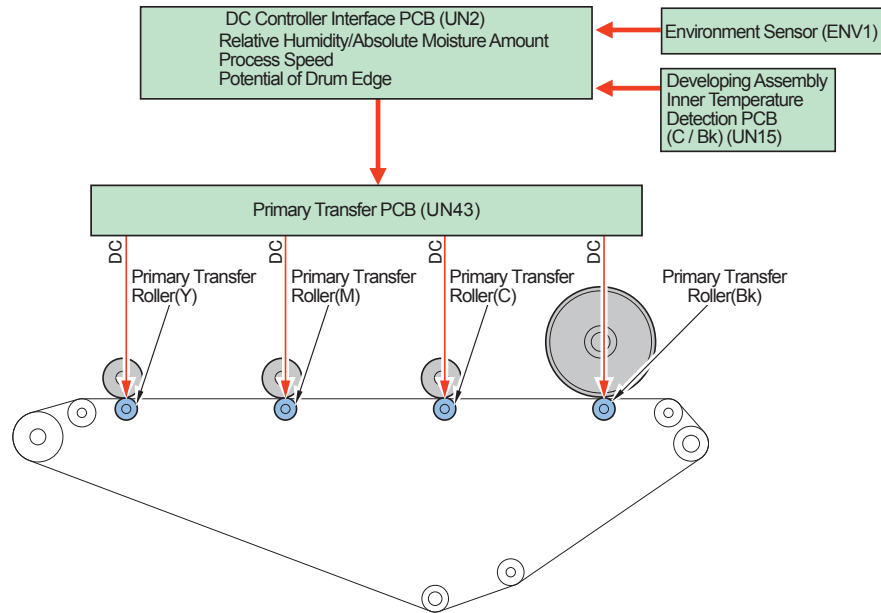 DC Controller Interface PCB (UN2)
Relative Humidity/Absolute Moisture Amount
Process Speed
Potential of Drum Edge
Environment Sensor (ENV1)
Developing Assembly
Inner Temperature
Detection PCB
(C / Bk) (UN15)
Primary Transfer PCB (UN43)
DC
DC
DC
DC
Primary Transfer
Roller(Y)
Primary Transfer
Roller(M)
Primary Transfer
Roller(C)
Primary Transfer
Roller(Bk)